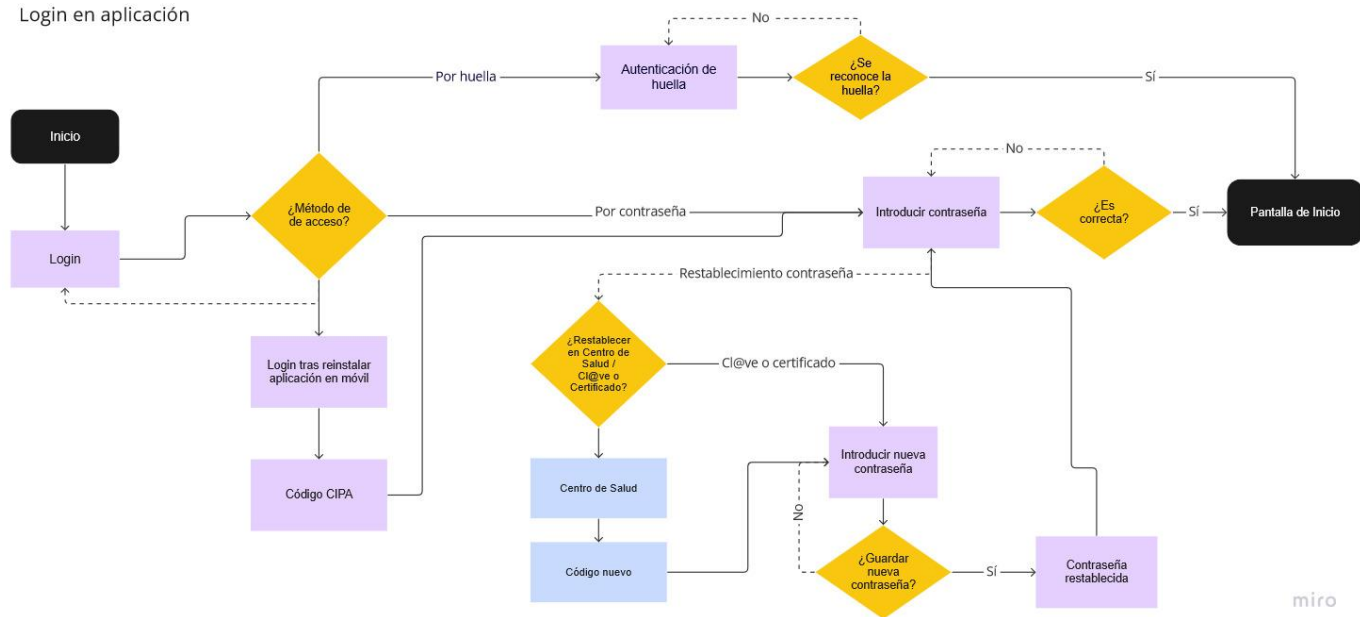 Login en aplicación
No
Por huella
Autenticación de
huella
¿Se
reconoce la
huella?
Sí
Inicio
¿Método de
de acceso?
Login
Por contraseña
Introducir contraseña
No
¿Es
correcta?
Sí
Pantalla de Inicio
Restablecimiento contraseña
Login tras reinstalar
aplicación en móvil
¿Restablecer
en Centro de
Salud /
Cl@ve o
Certificado?
Cl@ve o certificado
Código CIPA
Centro de Salud
Introducir nueva
contraseña
No
Código nuevo
¿Guardar
nueva
contraseña?
Sí
Contraseña
restablecida
miro